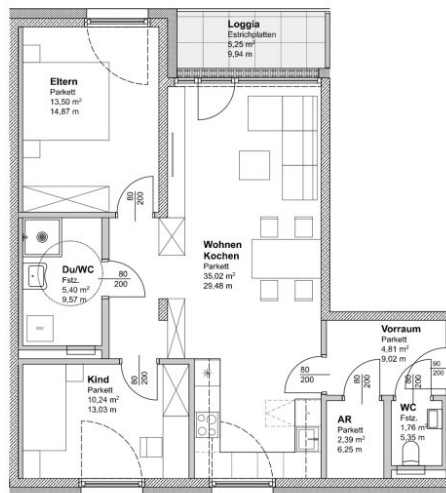 Loggia
Estrichplatten
5,25 m²
9,94 m
Eltern
Parkett
13,50 m²
14,87 m
80
200
Wohnen
Kochen
Parkett
35,02 m²
29,48 m
Du/WC
Fstz.
5,40 m²
9,57 m
80
200
Vorraum
Parkett
4,81 m²
9,02 m
80
200
80
200
80
200
80
200
90
200
Kind
Parkett
10,24 m²
13,03 m
AR
Parkett
2,39 m²
6,25 m
WC
Fstz.
1,76 m²
5,35 m